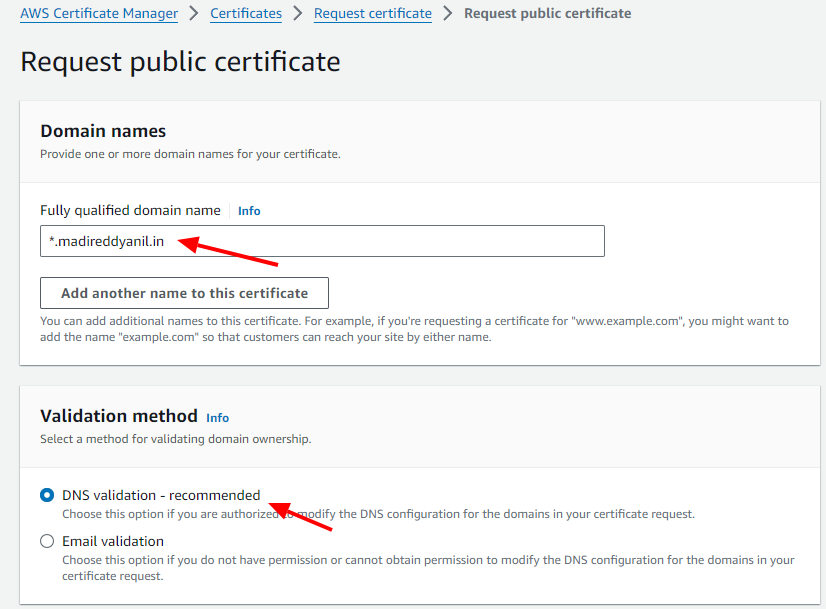 AWS Certificate Manager > Certificates > Request certificate > Request public certificate
Request public certificate
Domain names
Provide one or more domain names for your certificate.
Fully qualified domain name Info
*.madireddyanil.in
Add another name to this certificate
You can add additional names to this certificate. For example, if you're requesting a certificate for "www.example.com", you might want to
add the name "example.com" so that customers can reach your site by either name.
Validation method Info
Select a method for validating domain ownership.
DNS validation - recommended
Choose this option if you are authorized to modify the DNS configuration for the domains in your certificate request.
Email validation
Choose this option if you do not have permission or cannot obtain permission to modify the DNS configuration for the domains in your
certificate request.